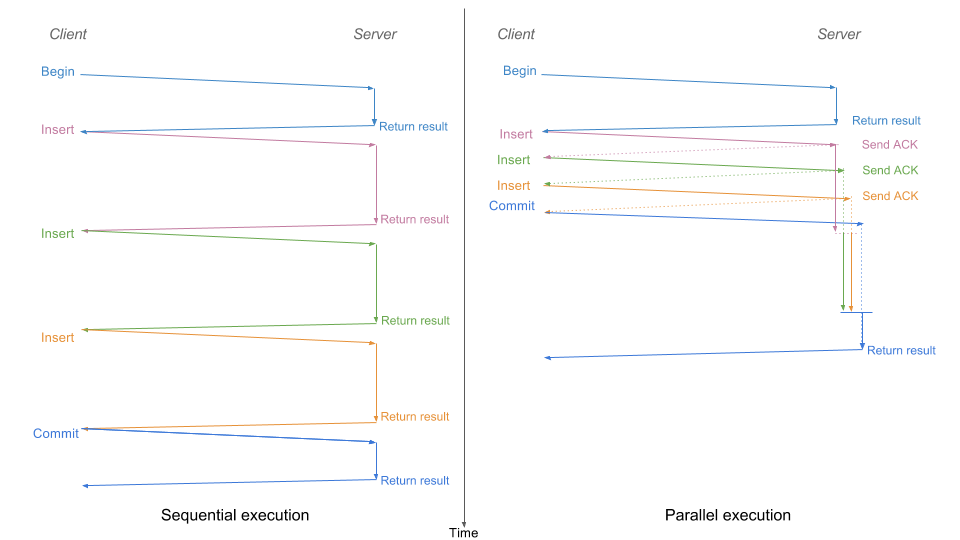 Client
Server
Begin
Return result
Insert
Return result
Insert
Return result
Insert
Return result
Commit
Return result
Sequential execution
Time
Client
Server
Begin
Return result
Insert
Send ACK
Insert
Send ACK
Insert
Send ACK
Commit
Return result
Parallel execution